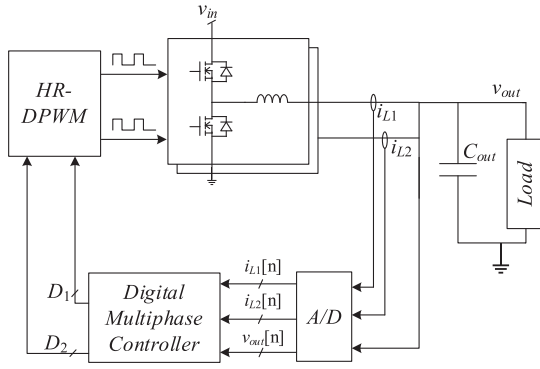 v_in
HR-
DPWM
i_L1
i_L2
v_out
C_out
Load
D_1
D_2
Digital
Multiphase
Controller
i_L1[n]
i_L2[n]
v_out[n]
A/D